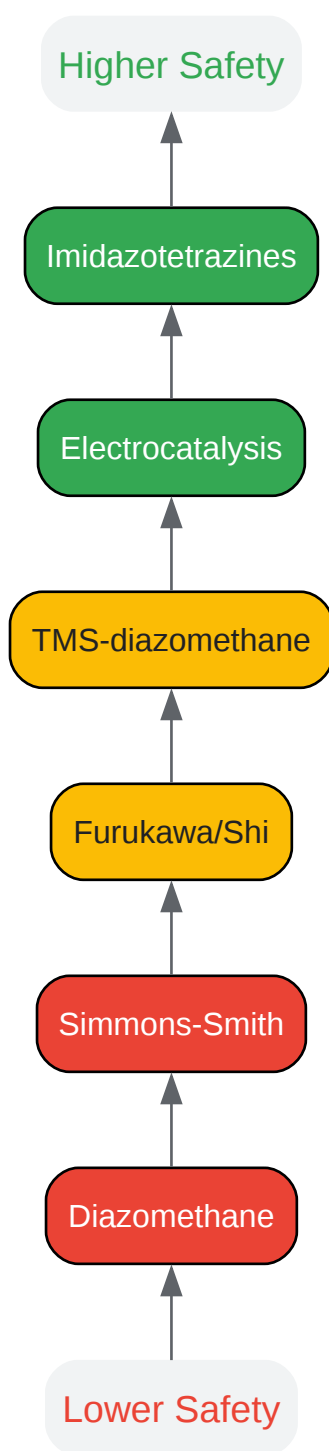 Higher Safety
Imidazotetrazines
Electrocatalysis
TMS-diazomethane
Furukawa/Shi
Simmons-Smith
Diazomethane
Lower Safety